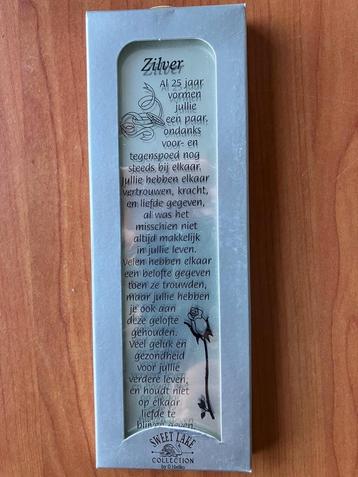 Zilver
Al 25 jaar
vormen
jullie
een paar,
ondanks
voor- en
tegenspoed nog
steeds bij elkaar.
Jullie hebben elkaar
vertrouwen, kracht,
en liefde gegeven,
al was het
misschien niet
altijd makkelijk
in jullie leven.
Velen hebben elkaar
een belofte gegeven
toen ze trouwden,
maar jullie hebben
je ook aan
deze gelofte
gehouden.
Veel geluk en
gezondheid
voor jullie
verdere leven,
en houdt niet
op elkaar
liefde te
blijven geven.
SWEET LAKE
COLLECTION